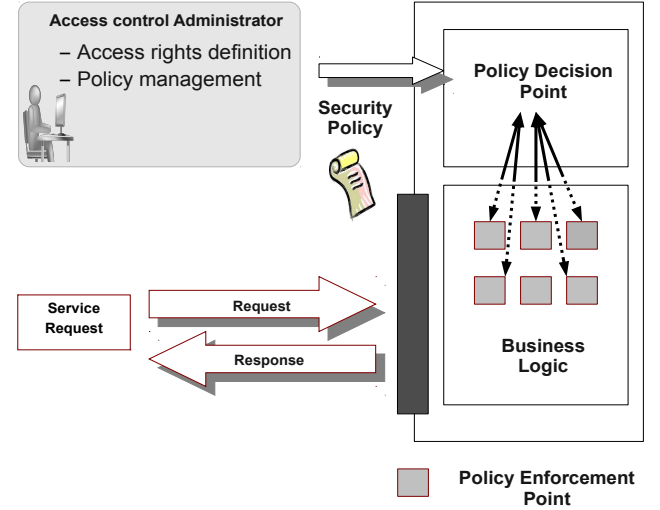 Access control Administrator
– Access rights definition
– Policy management
Security
Policy
Policy Decision
Point
Service
Request
Request
Response
Business
Logic
Policy Enforcement
Point